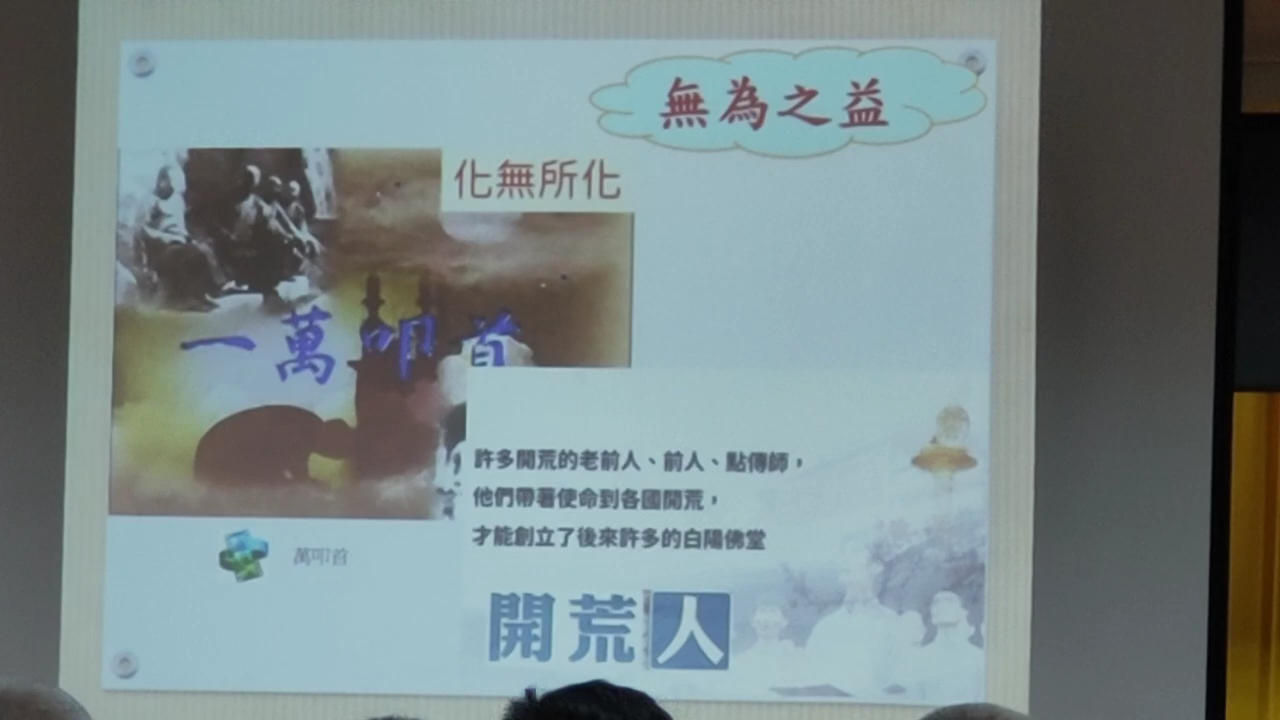 無為之益
化無所化
一萬叩首
許多開荒的老前人、前人、點傳師，
他們帶著使命到各國開荒，
才能創立了後來許多的白陽佛堂
萬叩首
開荒人